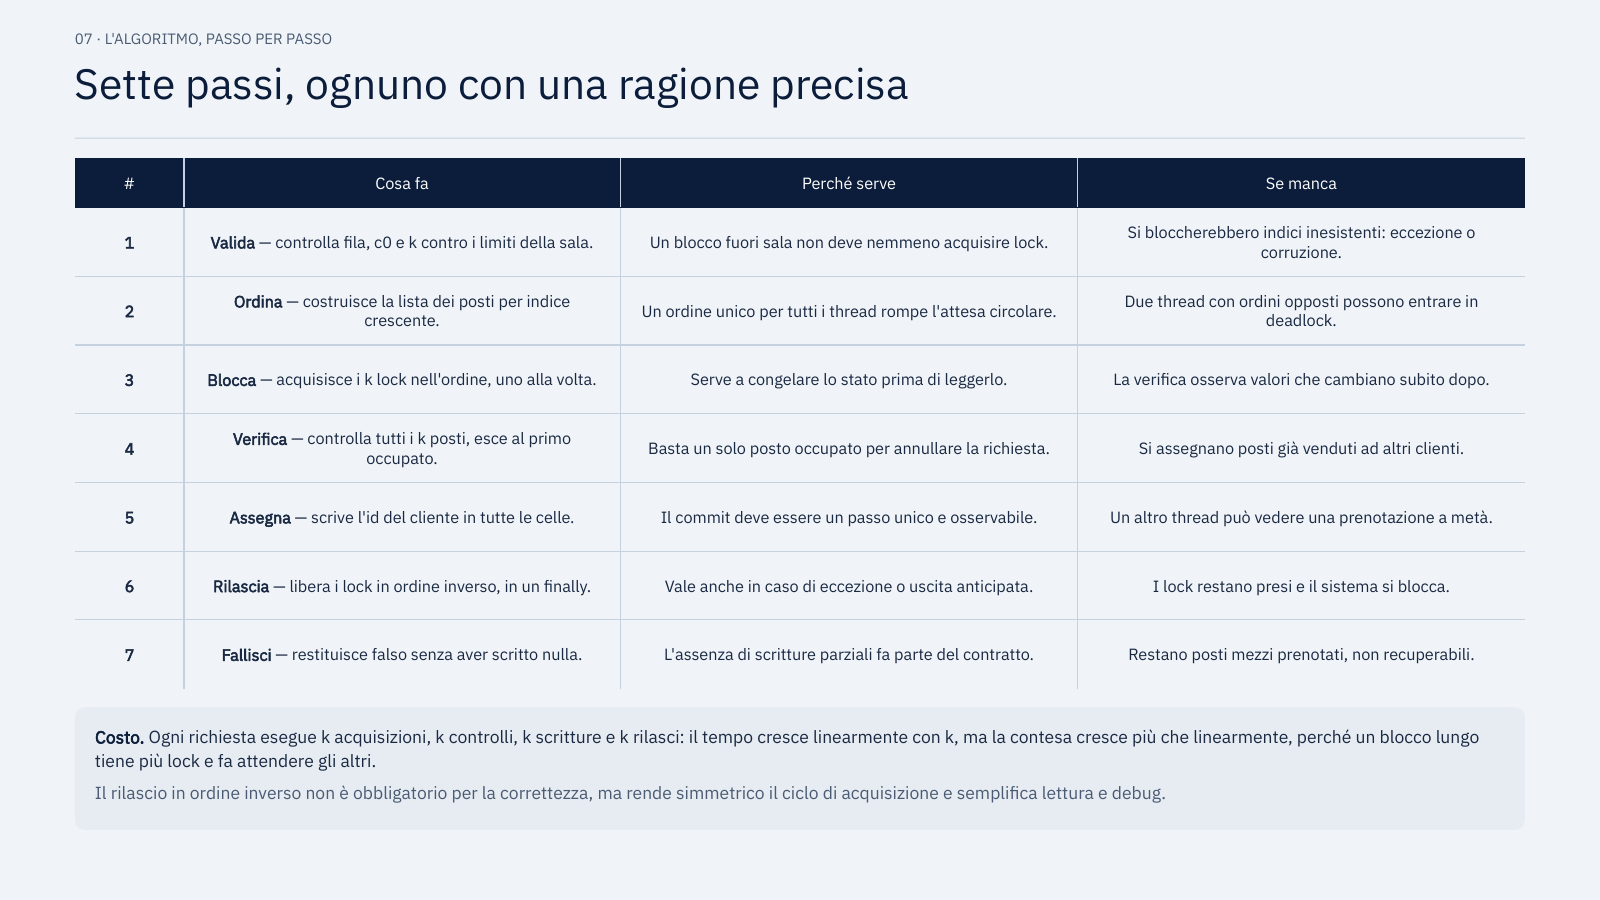 07 · L'ALGORITMO, PASSO PER PASSO
Sette passi, ognuno con una ragione precisa
# Cosa fa Perché serve Se manca
1 Valida — controlla fila, c0 e k contro i limiti della sala. Un blocco fuori sala non deve nemmeno acquisire lock. Si bloccherebbero indici inesistenti: eccezione o
corruzione.
2 Ordina — costruisce la lista dei posti per indice
crescente. Un ordine unico per tutti i thread rompe l'attesa circolare. Due thread con ordini opposti possono entrare in
deadlock.
3 Blocca — acquisisce i k lock nell'ordine, uno alla volta. Serve a congelare lo stato prima di leggerlo. La verifica osserva valori che cambiano subito dopo.
4 Verifica — controlla tutti i k posti, esce al primo
occupato. Basta un solo posto occupato per annullare la richiesta. Si assegnano posti già venduti ad altri clienti.
5 Assegna — scrive l'id del cliente in tutte le celle. Il commit deve essere un passo unico e osservabile. Un altro thread può vedere una prenotazione a metà.
6 Rilascia — libera i lock in ordine inverso, in un finally. Vale anche in caso di eccezione o uscita anticipata. I lock restano presi e il sistema si blocca.
7 Fallisci — restituisce falso senza aver scritto nulla. L'assenza di scritture parziali fa parte del contratto. Restano posti mezzi prenotati, non recuperabili.
Costo. Ogni richiesta esegue k acquisizioni, k controlli, k scritture e k rilasci: il tempo cresce linearmente con k, ma la contesa cresce più che linearmente, perché un blocco lungo
tiene più lock e fa attendere gli altri.
Il rilascio in ordine inverso non è obbligatorio per la correttezza, ma rende simmetrico il ciclo di acquisizione e semplifica lettura e debug.